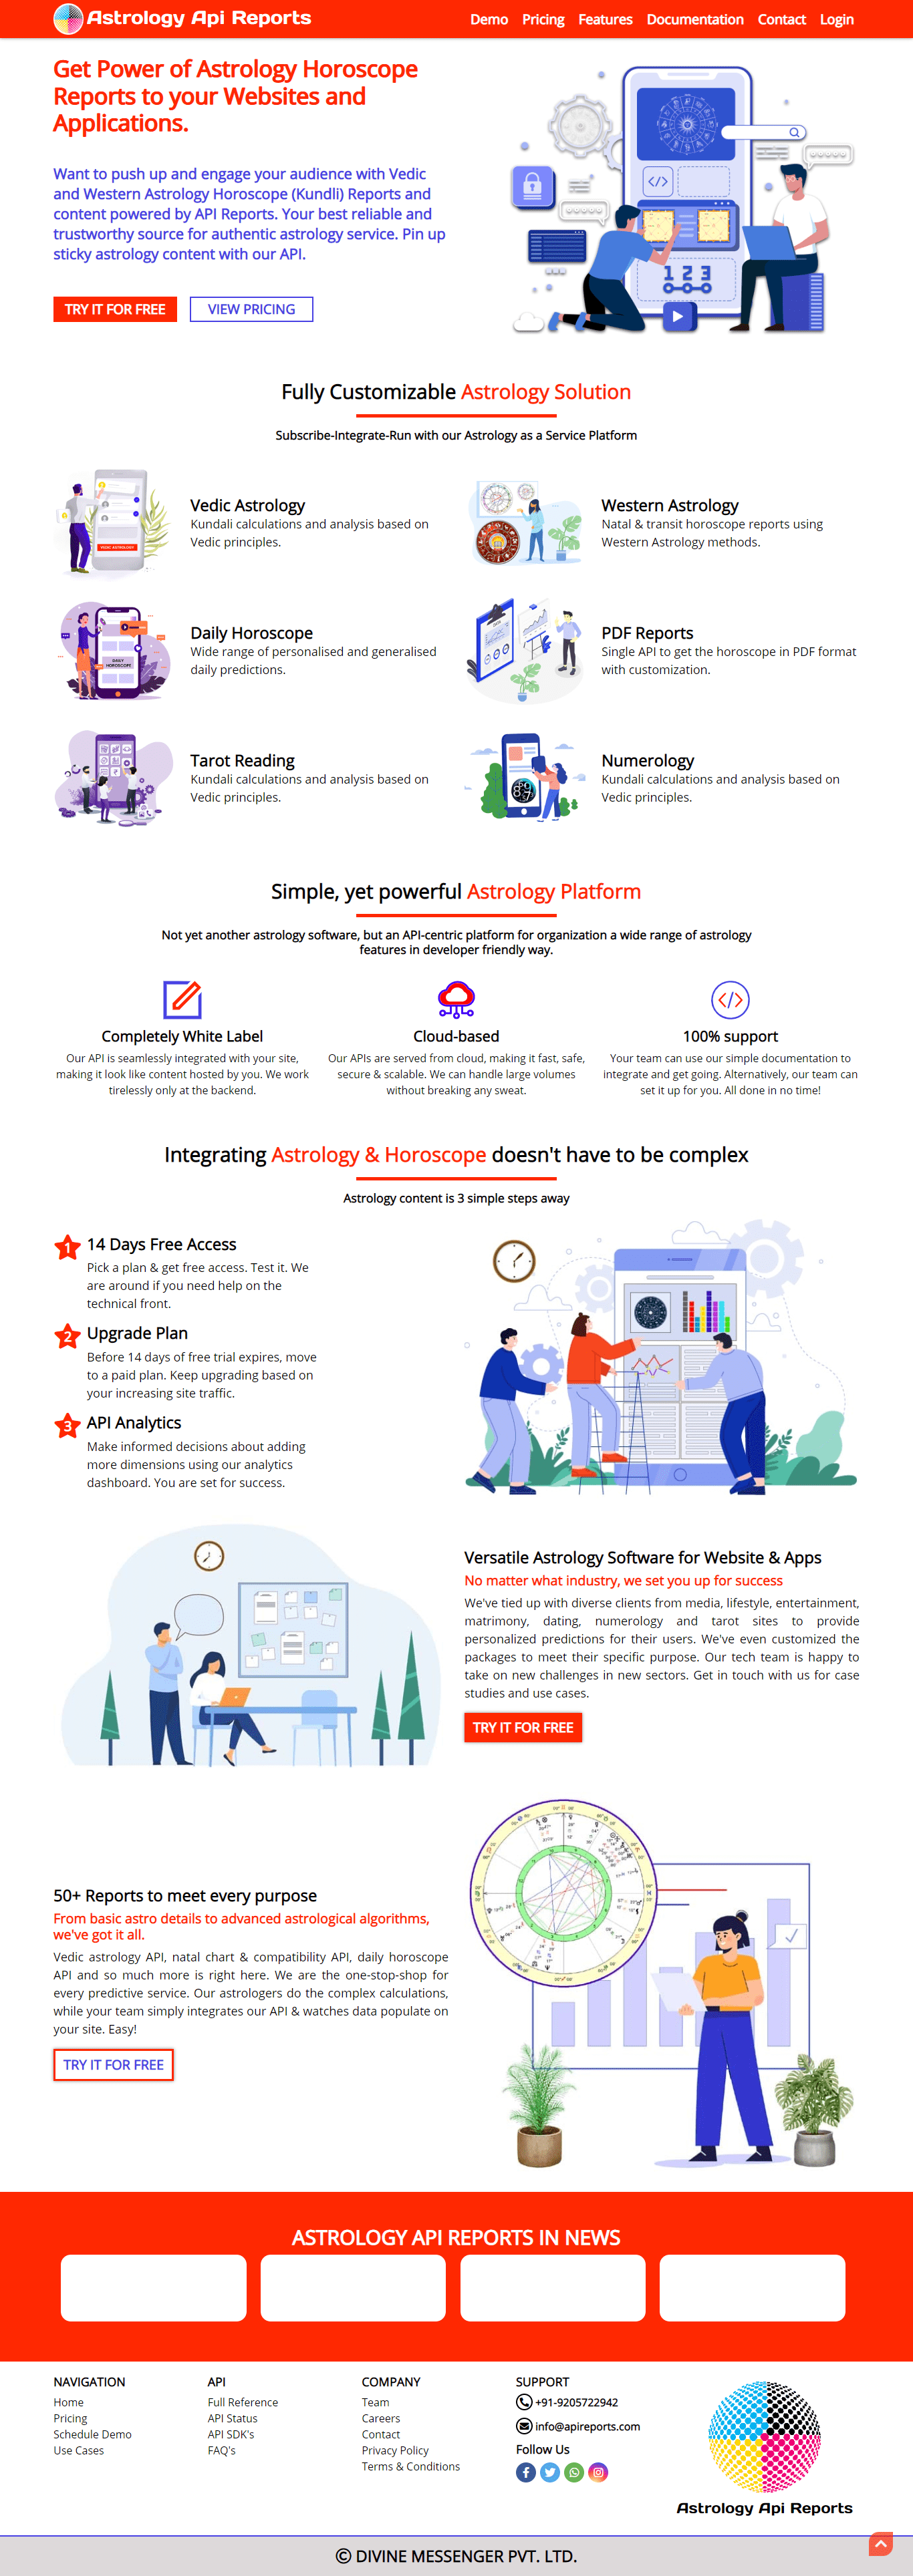 Astrology Api Reports
Demo Pricing Features Documentation Contact Login
Get Power of Astrology Horoscope
Reports to your Websites and
Applications.
Want to push up and engage your audience with Vedic
and Western Astrology Horoscope (Kundli) Reports and
content powered by API Reports. Your best reliable and
trustworthy source for authentic astrology service. Pin up
sticky astrology content with our API.
TRY IT FOR FREE
VIEW PRICING
</>
1 2 3
Fully Customizable Astrology Solution
Subscribe-Integrate-Run with our Astrology as a Service Platform
VEDIC ASTROLOGY
Vedic Astrology
Kundali calculations and analysis based on
Vedic principles.
Western Astrology
Natal & transit horoscope reports using
Western Astrology methods.
DAILY
HOROSCOPE
Daily Horoscope
Wide range of personalised and generalised
daily predictions.
PDF Reports
Single API to get the horoscope in PDF format
with customization.
Tarot Reading
Kundali calculations and analysis based on
Vedic principles.
Numerology
Kundali calculations and analysis based on
Vedic principles.
Simple, yet powerful Astrology Platform
Not yet another astrology software, but an API-centric platform for organization a wide range of astrology
features in developer friendly way.
Completely White Label
Our API is seamlessly integrated with your site,
making it look like content hosted by you. We work
tirelessly only at the backend.
Cloud-based
Our APIs are served from cloud, making it fast, safe,
secure & scalable. We can handle large volumes
without breaking any sweat.
</>
100% support
Your team can use our simple documentation to
integrate and get going. Alternatively, our team can
set it up for you. All done in no time!
Integrating Astrology & Horoscope doesn't have to be complex
Astrology content is 3 simple steps away
1 14 Days Free Access
Pick a plan & get free access. Test it. We
are around if you need help on the
technical front.
2 Upgrade Plan
Before 14 days of free trial expires, move
to a paid plan. Keep upgrading based on
your increasing site traffic.
3 API Analytics
Make informed decisions about adding
more dimensions using our analytics
dashboard. You are set for success.
Versatile Astrology Software for Website & Apps
No matter what industry, we set you up for success
We've tied up with diverse clients from media, lifestyle, entertainment,
matrimony, dating, numerology and tarot sites to provide
personalized predictions for their users. We've even customized the
packages to meet their specific purpose. Our tech team is happy to
take on new challenges in new sectors. Get in touch with us for case
studies and use cases.
TRY IT FOR FREE
50+ Reports to meet every purpose
From basic astro details to advanced astrological algorithms,
we've got it all.
Vedic astrology API, natal chart & compatibility API, daily horoscope
API and so much more is right here. We are the one-stop-shop for
every predictive service. Our astrologers do the complex calculations,
while your team simply integrates our API & watches data populate on
your site. Easy!
TRY IT FOR FREE
ASTROLOGY API REPORTS IN NEWS
NAVIGATION
Home
Pricing
Schedule Demo
Use Cases
API
Full Reference
API Status
API SDK's
FAQ's
COMPANY
Team
Careers
Contact
Privacy Policy
Terms & Conditions
SUPPORT
+91-9205722942
info@apireports.com
Follow Us
Astrology Api Reports
© DIVINE MESSENGER PVT. LTD.